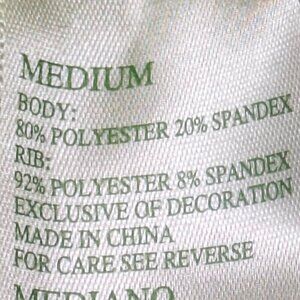 MEDIUM
BODY:
80% POLYESTER 20% SPANDEX
RIB:
92% POLYESTER 8% SPANDEX
EXCLUSIVE OF DECORATION
MADE IN CHINA
FOR CARE SEE REVERSE
MEDIANO